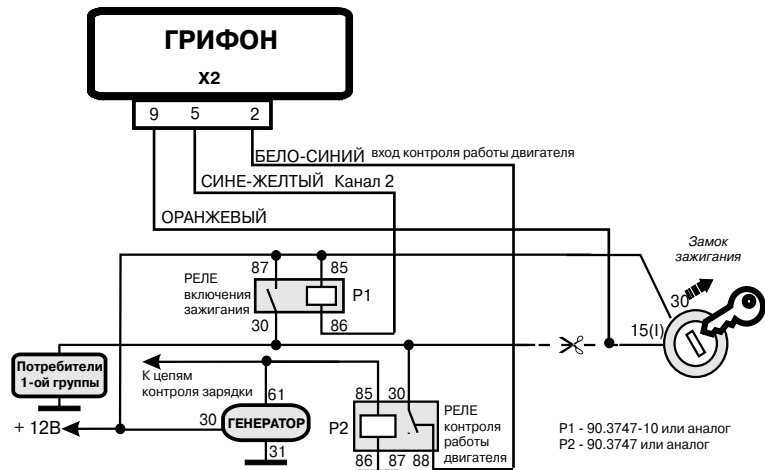 ГРИФОН
X2
9 5 2
БЕЛО-СИНИЙ вход контроля работы двигателя
СИНЕ-ЖЕЛТЫЙ Канал 2
ОРАНЖЕВЫЙ
Замок
зажигания
87 85
РЕЛЕ
включения
зажигания
P1
30 86
30
15(I)
Потребители
1-ой группы
К цепям
контроля зарядки
61
85 30
+ 12В
30
ГЕНЕРАТОР
31
P2
РЕЛЕ
контроля
работы
двигателя
86 87 88
P1 - 90.3747-10 или аналог
P2 - 90.3747 или аналог